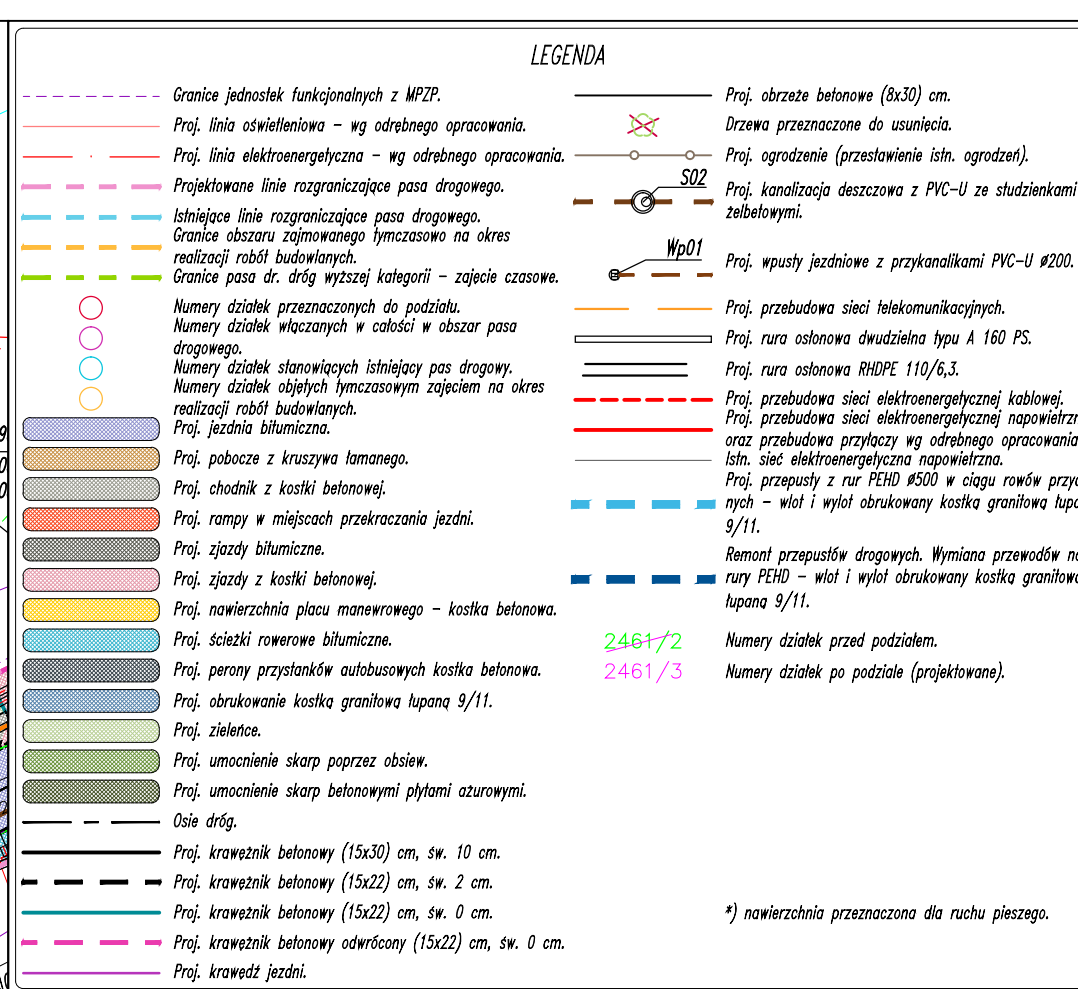 LEGENDA
Granice jednostek funkcjonalnych z MPZP.
Proj. linia oświetleniowa – wg odrębnego opracowania.
Proj. linia elektroenergetyczna – wg odrębnego opracowania.
Projektowane linie rozgraniczające pasa drogowego.
Istniejące linie rozgraniczające pasa drogowego.
Granice obszaru zajmowanego tymczasowo na okres
realizacji robót budowlanych.
Granice pasa dr. dróg wyższej kategorii – zajęcie czasowe.
Numery działek przeznaczonych do podziału.
Numery działek włączanych w całości w obszar pasa
drogowego.
Numery działek stanowiących istniejący pas drogowy.
Numery działek objętych tymczasowym zajęciem na okres
realizacji robót budowlanych.
Proj. jezdnia bitumiczna.
Proj. pobocze z kruszywa łamanego.
Proj. chodnik z kostki betonowej.
Proj. rampy w miejscach przekraczania jezdni.
Proj. zjazdy bitumiczne.
Proj. zjazdy z kostki betonowej.
Proj. nawierzchnia placu manewrowego – kostka betonowa.
Proj. ścieżki rowerowe bitumiczne.
Proj. perony przystanków autobusowych kostka betonowa.
Proj. obrukowanie kostką granitową łupaną 9/11.
Proj. zieleńce.
Proj. umocnienie skarp poprzez obsiew.
Proj. umocnienie skarp betonowymi płytami ażurowymi.
Osie dróg.
Proj. krawężnik betonowy (15x30) cm, św. 10 cm.
Proj. krawężnik betonowy (15x22) cm, św. 2 cm.
Proj. krawężnik betonowy (15x22) cm, św. 0 cm.
Proj. krawężnik betonowy odwrócony (15x22) cm, św. 0 cm.
Proj. krawędź jezdni.
Proj. obrzeże betonowe (8x30) cm.
Drzewa przeznaczone do usunięcia.
Proj. ogrodzenie (przestawienie istn. ogrodzeń).
S02
Proj. kanalizacja deszczowa z PVC–U ze studzienkami
żelbetowymi.
Wp01
Proj. wpusty jezdniowe z przykanalikami PVC–U ø200.
Proj. przebudowa sieci telekomunikacyjnych.
Proj. rura osłonowa dwudzielna typu A 160 PS.
Proj. rura osłonowa RHDPE 110/6,3.
Proj. przebudowa sieci elektroenergetycznej kablowej.
Proj. przebudowa sieci elektroenergetycznej napowietrzn
oraz przebudowa przyłączy wg odrębnego opracowania
Istn. sieć elektroenergetyczna napowietrzna.
Proj. przepusty z rur PEHD ø500 w ciągu rowów przyd
nych – wlot i wylot obrukowany kostką granitową łupa
9/11.
Remont przepustów drogowych. Wymiana przewodów na
rury PEHD – wlot i wylot obrukowany kostką granitową
łupaną 9/11.
2461/2
Numery działek przed podziałem.
2461/3
Numery działek po podziale (projektowane).
*) nawierzchnia przeznaczona dla ruchu pieszego.